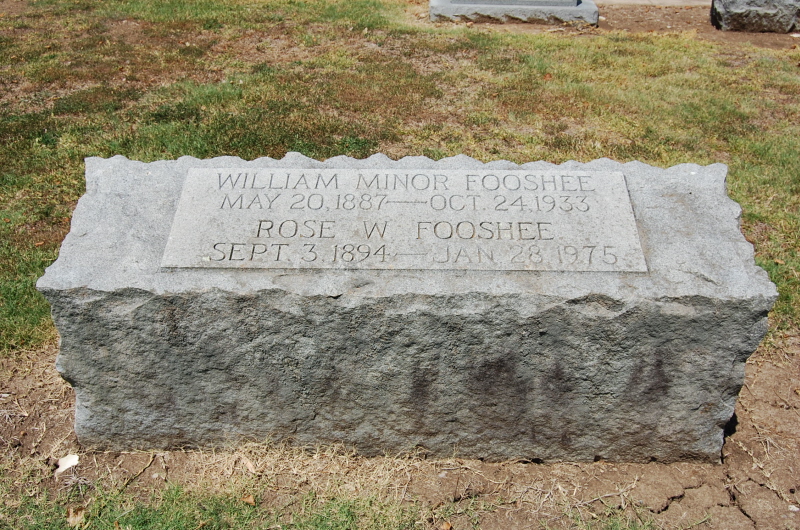 WILLIAM MINOR FOOSHEE
MAY 20, 1887 — OCT. 24, 1933
ROSE W. FOOSHEE
SEPT. 3, 1894 — JAN 28, 1975